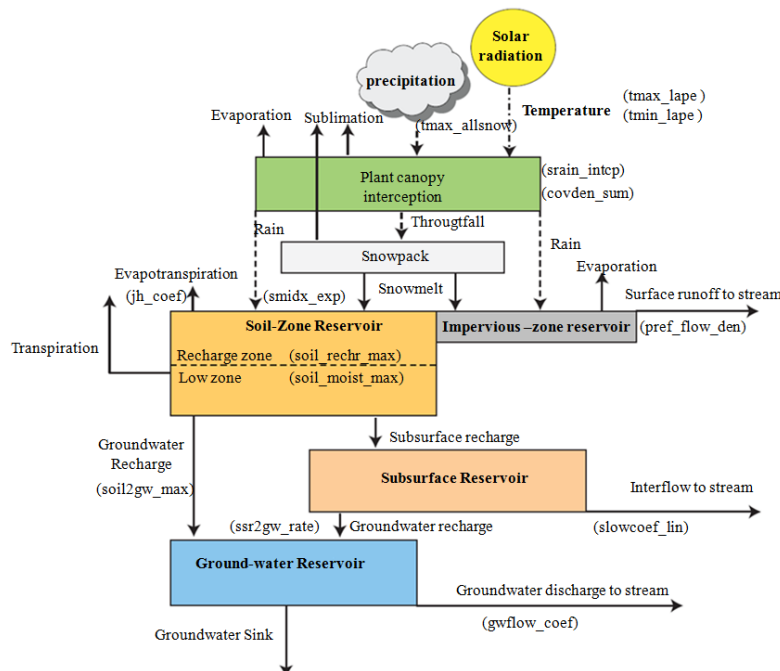 Solar
radiation
precipitation
Temperature
(tmax_lape )
(tmin_lape )
Evaporation
Sublimation
(tmax_allsnow)
Plant canopy
interception
(srain_intcp)
(covden_sum)
Througtfall
Rain
Rain
Snowpack
Evapotranspiration
(jh_coef)
(smidx_exp)
Snowmelt
Evaporation
Surface runoff to stream
Soil-Zone Reservoir
Impervious –zone reservoir
(pref_flow_den)
Transpiration
Recharge zone
(soil_rechr_max)
Low zone
(soil_moist_max)
Groundwater
Recharge
(soil2gw_max)
Subsurface recharge
Subsurface Reservoir
Interflow to stream
(ssr2gw_rate)
Groundwater recharge
(slowcoef_lin)
Ground-water Reservoir
Groundwater discharge to stream
(gwflow_coef)
Groundwater Sink